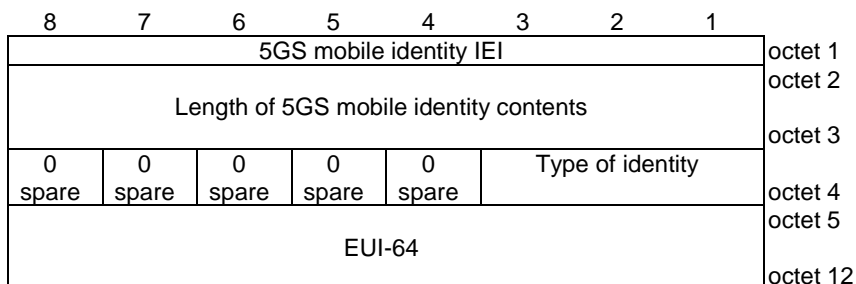 8 7 6 5 4 3 2 1
5GS mobile identity IEI octet 1
octet 2
Length of 5GS mobile identity contents
octet 3
0 0 0 0 0 Type of identity
spare spare spare spare spare octet 4
octet 5
EUI-64
octet 12